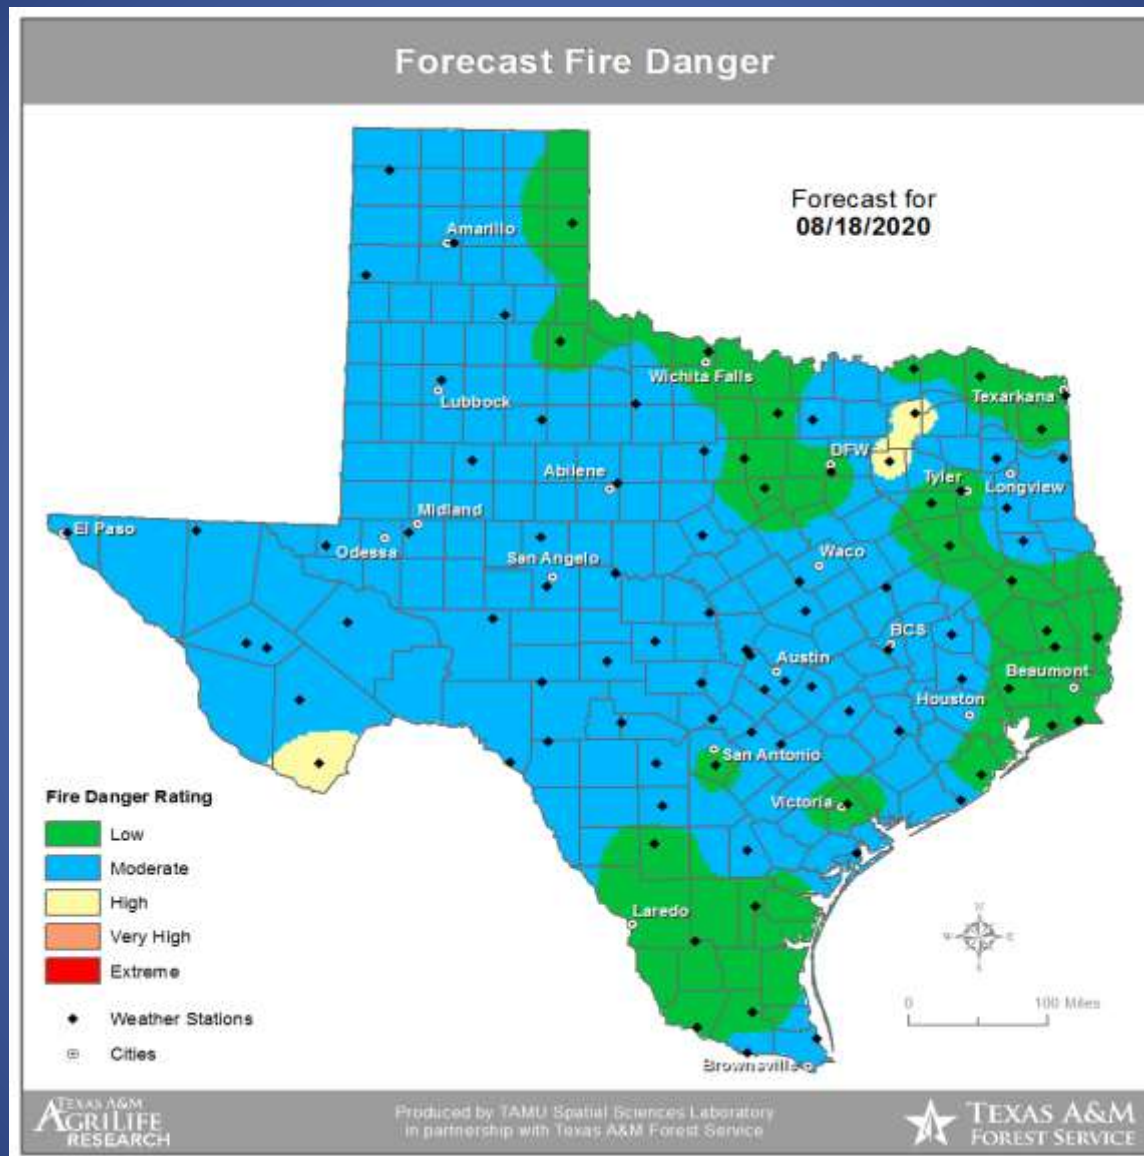 Forecast Fire Danger
Forecast for
08/18/2020
Amarillo
Wichita Falls
Texarkana
Lubbock
DFW
Abilene
Tyler
Longview
Midland
El Paso
Odessa
San Angelo
Waco
BCS
Austin
Beaumont
Houston
San Antonio
Victoria
Laredo
Brownsville
Fire Danger Rating
Low
Moderate
High
Very High
Extreme
Weather Stations
Cities
N
W E
S
0 100 Miles
TEXAS A&M
AGRILIFE
RESEARCH
Produced by TAMU Spatial Sciences Laboratory
in partnership with Texas A&M Forest Service
TEXAS A&M
FOREST SERVICE